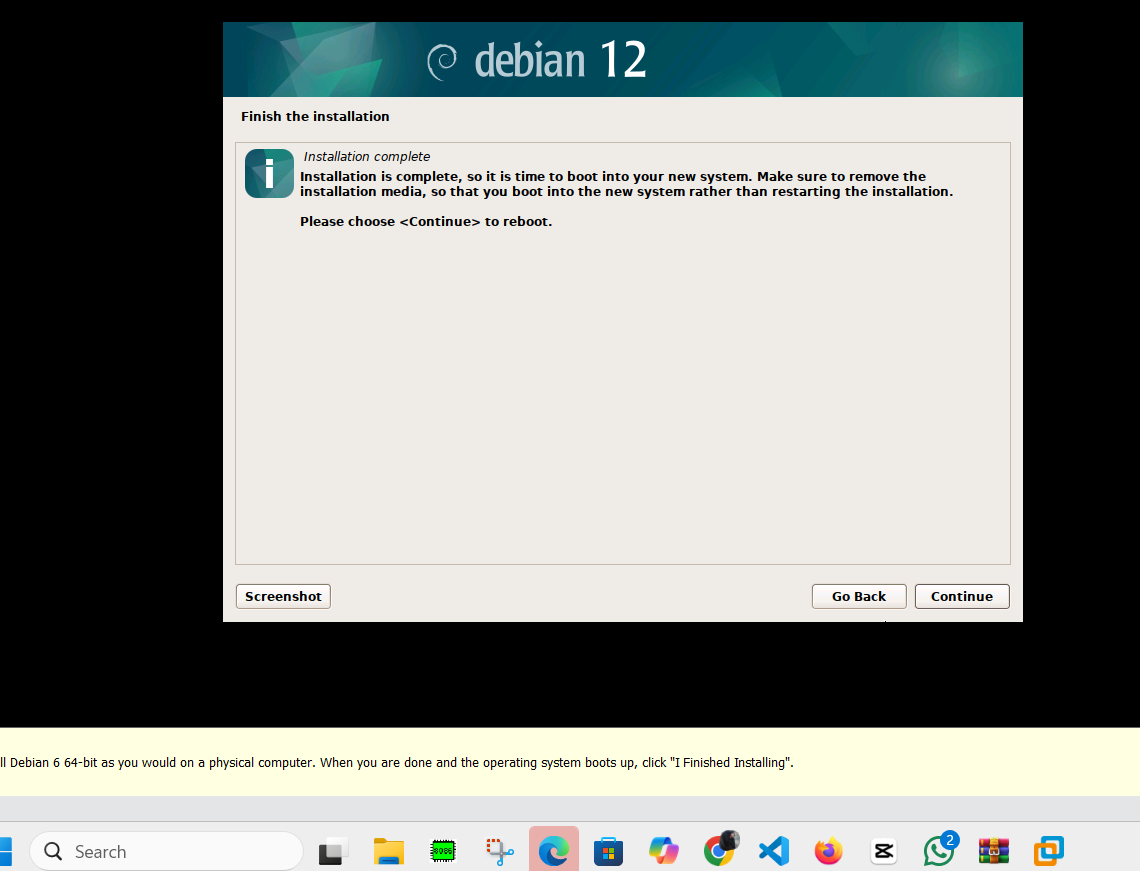 debian 12
Finish the installation
Installation complete
Installation is complete, so it is time to boot into your new system. Make sure to remove the
installation media, so that you boot into the new system rather than restarting the installation.
Please choose <Continue> to reboot.
Screenshot
Go Back
Continue
ll Debian 6 64-bit as you would on a physical computer. When you are done and the operating system boots up, click "I Finished Installing".
Search
8086
2